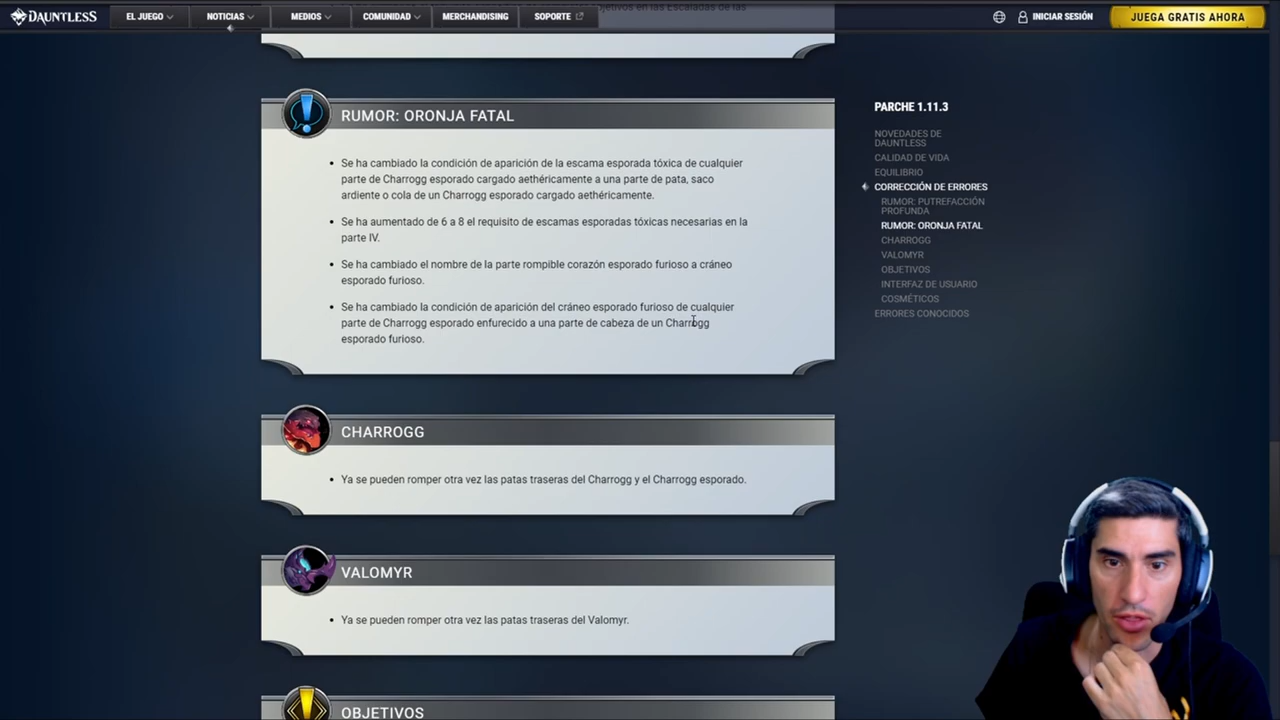 DAUNTLESS
EL JUEGO
NOTICIAS
MEDIOS
COMUNIDAD
MERCHANDISING
SOPORTE
INICIAR SESIÓN
JUEGA GRATIS AHORA
RUMOR: ORONJA FATAL
Se ha cambiado la condición de aparición de la escama esporada tóxica de cualquier
parte de Charrogg esporado cargado aethéricamente a una parte de pata, saco
ardiente o cola de un Charrogg esporado cargado aethéricamente.
Se ha aumentado de 6 a 8 el requisito de escamas esporadas tóxicas necesarias en la
parte IV.
Se ha cambiado el nombre de la parte rompible corazón esporado furioso a cráneo
esporado furioso.
Se ha cambiado la condición de aparición del cráneo esporado furioso de cualquier
parte de Charrogg esporado enfurecido a una parte de cabeza de un Charrogg
esporado furioso.
CHARROGG
Ya se pueden romper otra vez las patas traseras del Charrogg y el Charrogg esporado.
VALOMYR
Ya se pueden romper otra vez las patas traseras del Valomyr.
OBJETIVOS
PARCHE 1.11.3
NOVEDADES DE
DAUNTLESS
CALIDAD DE VIDA
EQUILIBRIO
CORRECCIÓN DE ERRORES
RUMOR: PUTREFACCIÓN
PROFUNDA
RUMOR: ORONJA FATAL
CHARROGG
VALOMYR
OBJETIVOS
INTERFAZ DE USUARIO
COSMÉTICOS
ERRORES CONOCIDOS